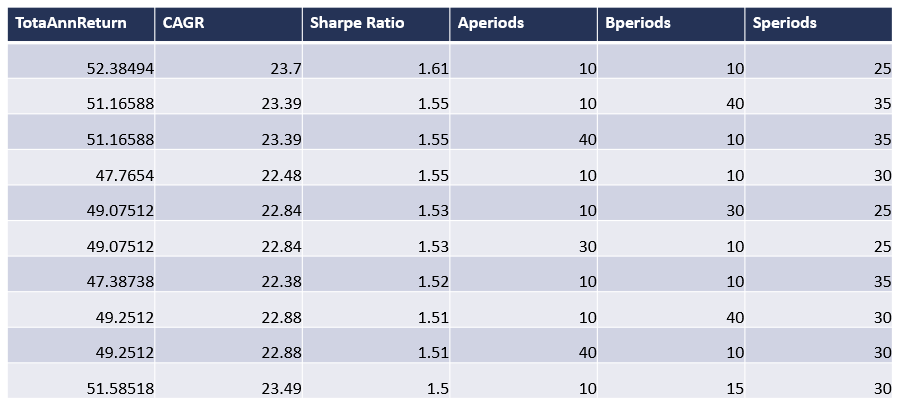 TotaAnnReturn CAGR Sharpe Ratio Aperiods Bperiods Speriods
52.38494 23.7 1.61 10 10 25
51.16588 23.39 1.55 10 40 35
51.16588 23.39 1.55 40 10 35
47.7654 22.48 1.55 10 10 30
49.07512 22.84 1.53 10 30 25
49.07512 22.84 1.53 30 10 25
47.38738 22.38 1.52 10 10 35
49.2512 22.88 1.51 10 40 30
49.2512 22.88 1.51 40 10 30
51.58518 23.49 1.5 10 15 30